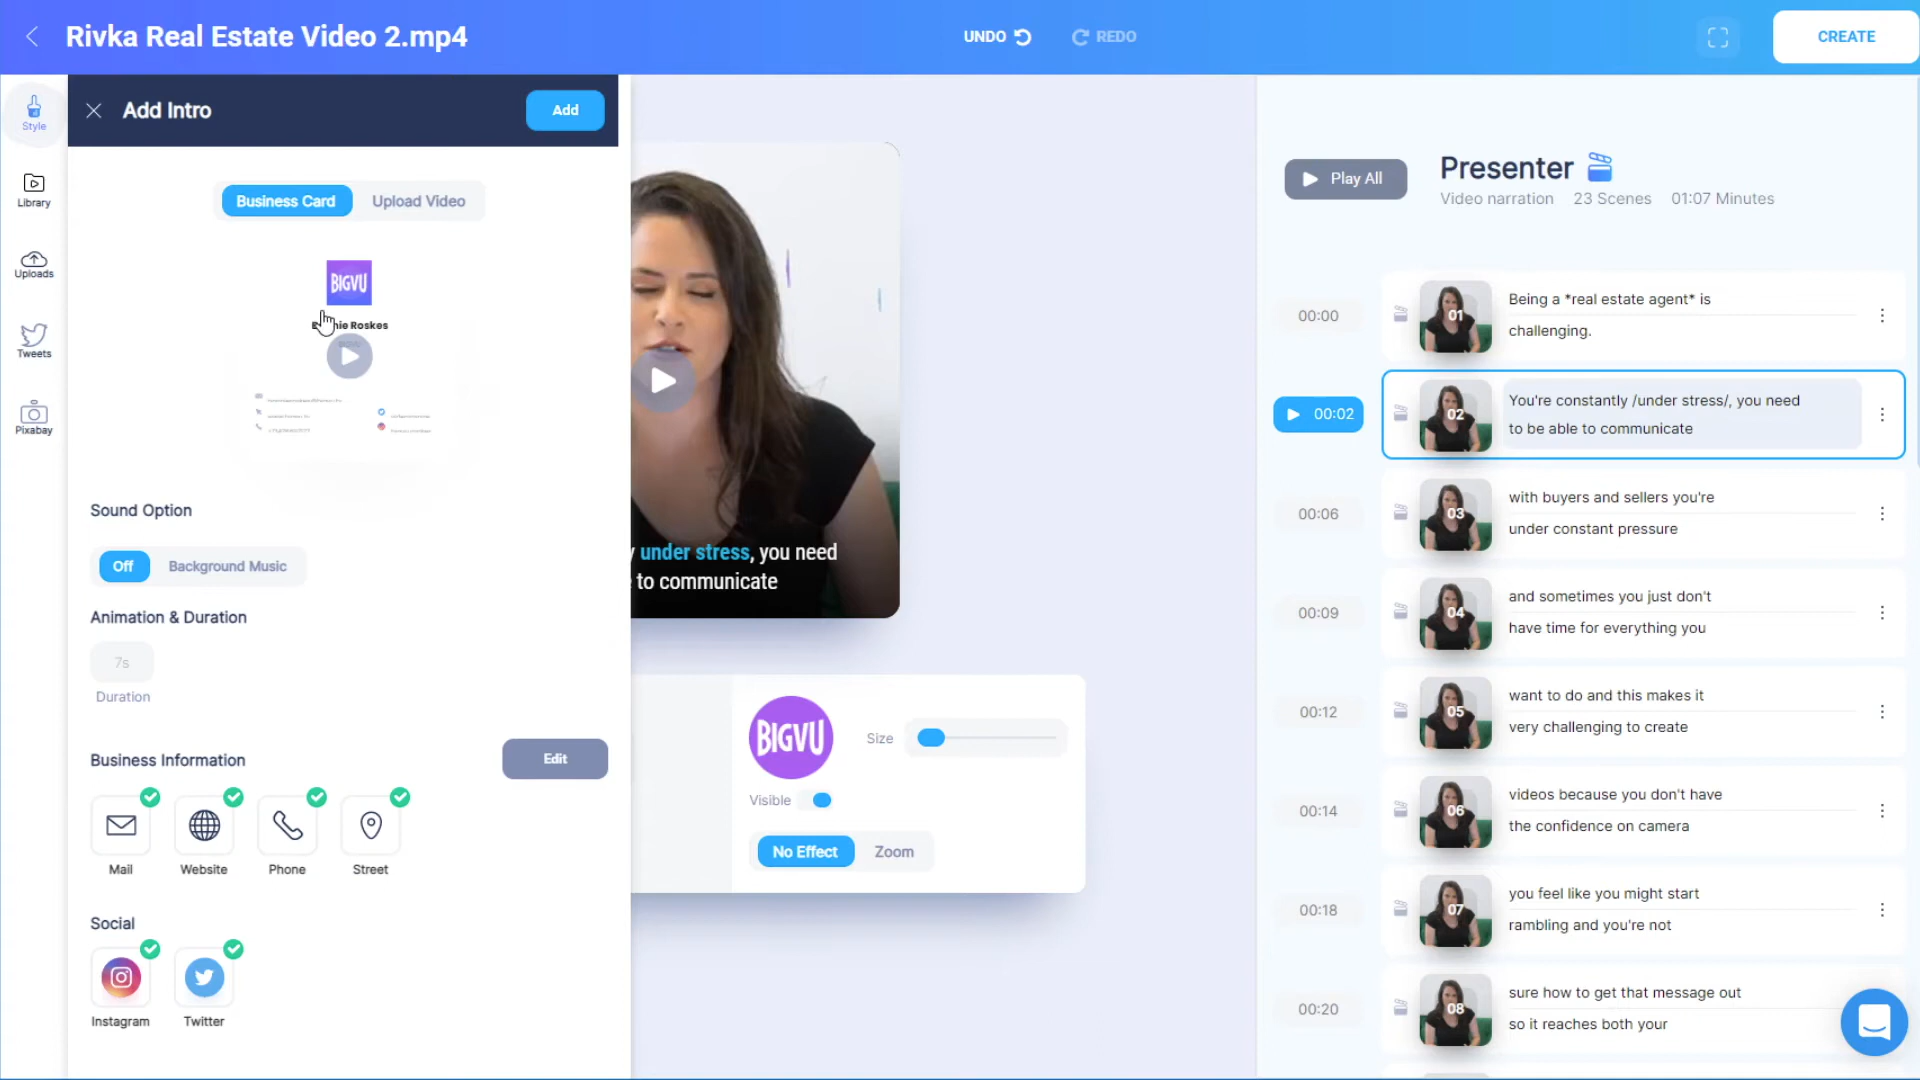 Rivka Real Estate Video 2.mp4
UNDO
REDO
CREATE
Style
Library
Uploads
Tweets
Pixabay
Add Intro
Add
Business Card
Upload Video
BIGVU
Roskes
Sound Option
Off
Background Music
Animation & Duration
7s
Duration
Business Information
Edit
Mail
Website
Phone
Street
Social
Instagram
Twitter
under stress, you need
to communicate
BIGVU
Size
Visible
No Effect
Zoom
Play All
Presenter
Video narration 23 Scenes 01:07 Minutes
00:00
01
Being a *real estate agent* is
challenging.
00:02
02
You're constantly /under stress/, you need
to be able to communicate
00:06
03
with buyers and sellers you're
under constant pressure
00:09
04
and sometimes you just don't
have time for everything you
00:12
05
want to do and this makes it
very challenging to create
00:14
06
videos because you don't have
the confidence on camera
00:18
07
you feel like you might start
rambling and you're not
00:20
08
sure how to get that message out
so it reaches both your